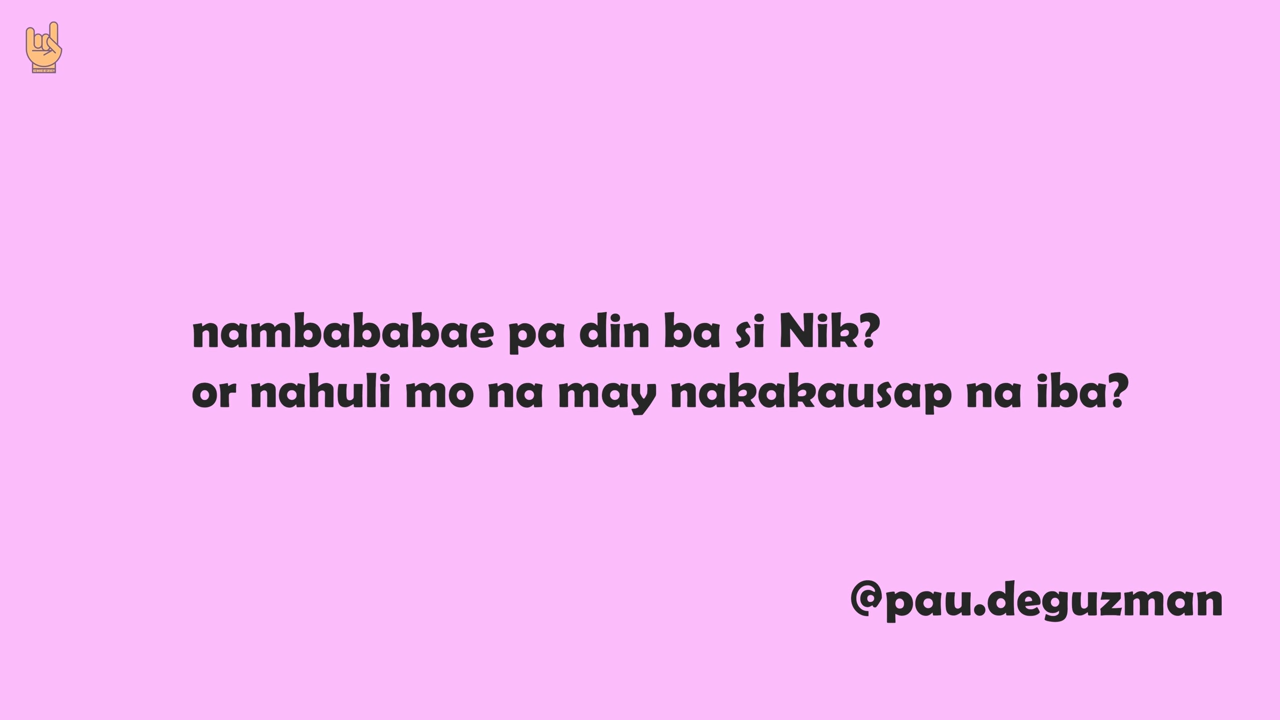 nambababae pa din ba si Nik?
or nahuli mo na may nakakausap na iba?
@pau.deguzman